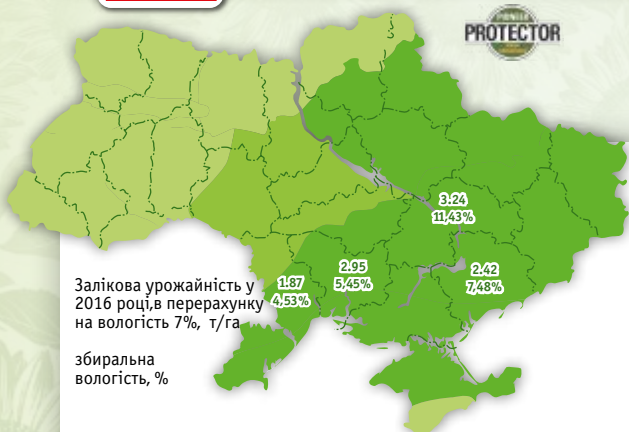 PIONEER
PROTECTOR
3.24
11,43%
2.95
5,45%
2.42
7,48%
1.87
4,53%
Залікова урожайність у
2016 році,в перерахунку
на вологість 7%, т/га
збиральна
вологість, %